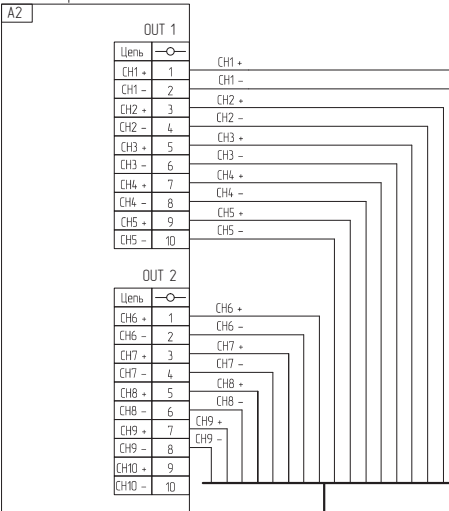 A2
OUT 1
Цепь
CH1 + 1 CH1 +
CH1 - 2 CH1 -
CH2 + 3 CH2 +
CH2 - 4 CH2 -
CH3 + 5 CH3 +
CH3 - 6 CH3 -
CH4 + 7 CH4 +
CH4 - 8 CH4 -
CH5 + 9 CH5 +
CH5 - 10 CH5 -
OUT 2
Цепь
CH6 + 1 CH6 +
CH6 - 2 CH6 -
CH7 + 3 CH7 +
CH7 - 4 CH7 -
CH8 + 5 CH8 +
CH8 - 6 CH8 -
CH9 + 7 CH9 +
CH9 - 8 CH9 -
CH10 + 9
CH10 - 10